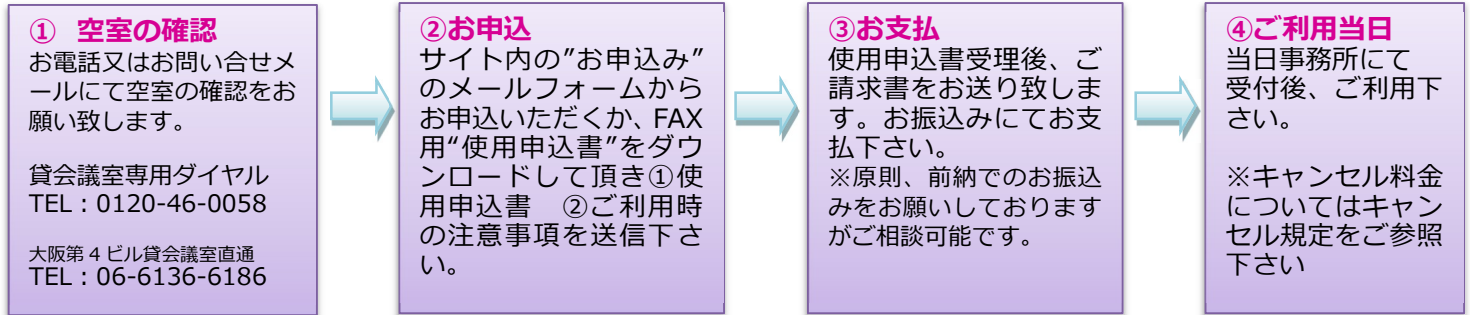 ① 空室の確認
お電話又はお問い合せメ
ールにて空室の確認をお
願い致します。
貸会議室専用ダイヤル
TEL：0120-46-0058
大阪第4ビル貸会議室直通
TEL：06-6136-6186
②お申込
サイト内の”お申込み”
のメールフォームから
お申込いただくか、FAX
用“使用申込書”をダウ
ンロードして頂き①使
用申込書　②ご利用時
の注意事項を送信下さ
い。
③お支払
使用申込書受理後、ご
請求書をお送り致しま
す。お振込みにてお支
払下さい。
※原則、前納でのお振込
みをお願いしております
がご相談可能です。
④ご利用当日
当日事務所にて
受付後、ご利用下
さい。
※キャンセル料金
についてはキャン
セル規定をご参照
下さい